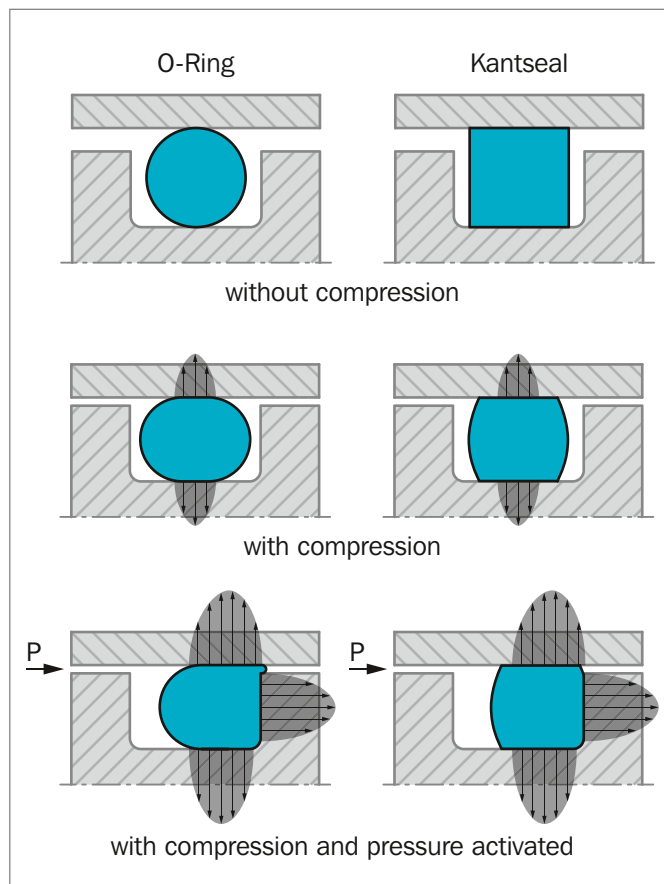 O-Ring
Kantseal
without compression
with compression
P
P
with compression and pressure activated